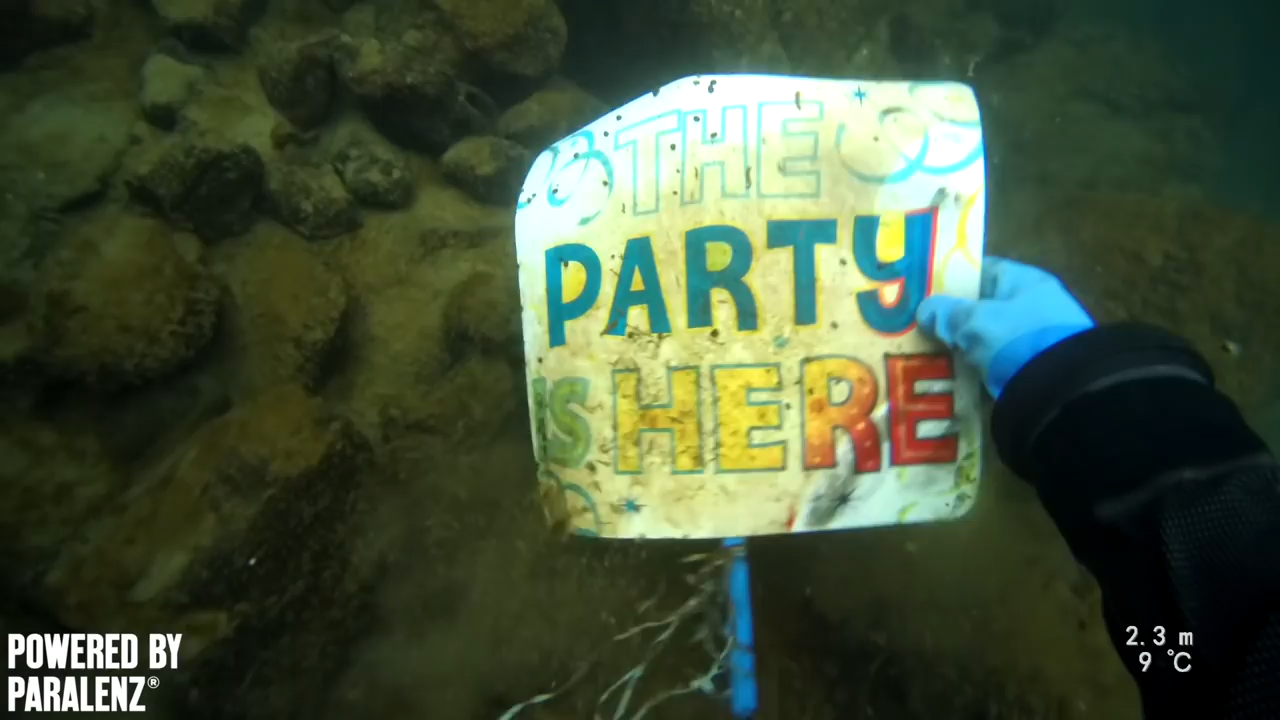 THE
PARTY
IS HERE
POWERED BY
PARALENZ®
2.3 m
9 °C